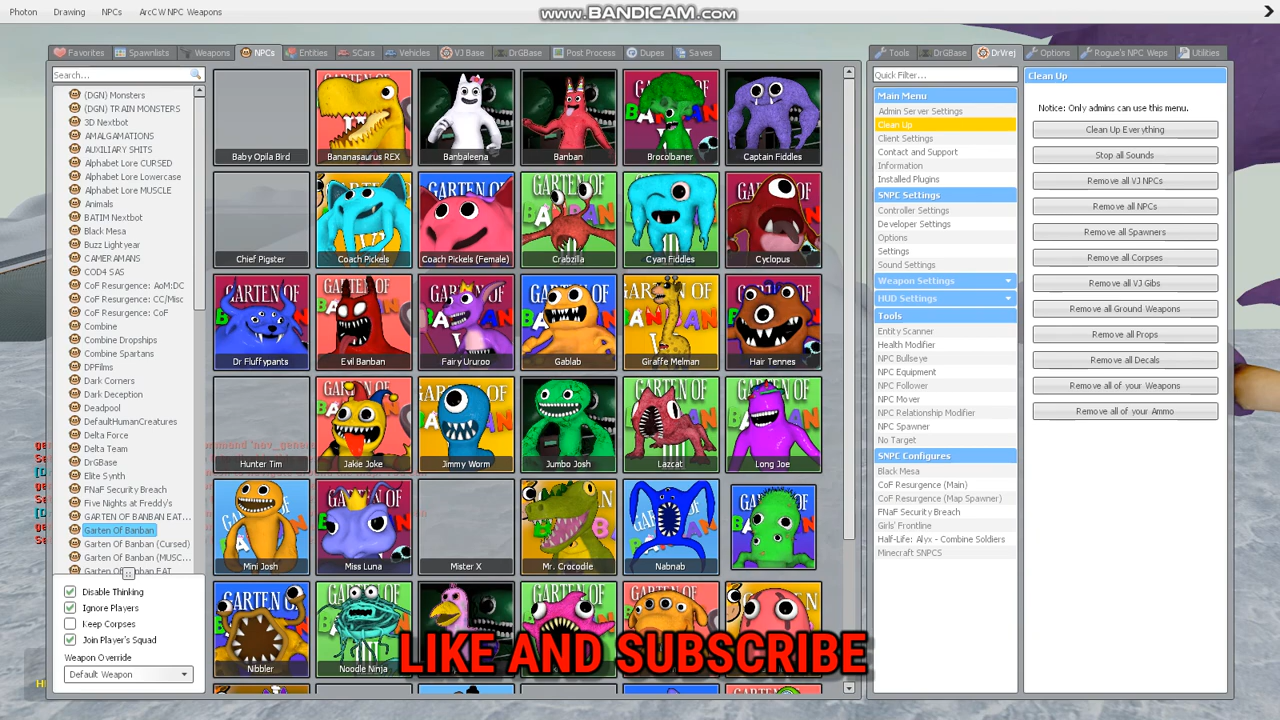 Photon Drawing NPCs ArcCW NPC Weapons
www.BANDICAM.com
Favorites Spawnlists Weapons NPCs Entities SCars Vehicles VJ Base DrGBase Post Process Dupes Saves
Search...
(DGN) Monsters
(DGN) TRAIN MONSTERS
3D Nextbot
AMALGAMATIONS
AUXILIARY SHITS
Alphabet Lore CURSED
Alphabet Lore Lowercase
Alphabet Lore MUSCLE
Animals
BATIM Nextbot
Black Mesa
Buzz Lightyear
CAMERAMANS
COD4 SAS
CoF Resurgence: AoM:DC
CoF Resurgence: CC/Misc
CoF Resurgence: CoF
Combine
Combine Dropships
Combine Spartans
DPFilms
Dark Corners
Dark Deception
Deadpool
DefaultHumanCreatures
Delta Force
Delta Team
DrGBase
Elite Synth
FNaF Security Breach
Five Nights at Freddy's
GARTEN OF BANBAN EAT...
Garten Of Banban
Garten Of Banban (Cursed)
Garten Of Banban (MUSC...
Disable Thinking
Ignore Players
Keep Corpses
Join Player's Squad
Weapon Override
Default Weapon
Baby Opila Bird Bananasaurus REX Banbaleena Banban Brocolbaner Captain Fiddles
Chief Pigster Coach Pickels Coach Pickels (Female) Crabzilla Cyan Fiddles Cyclopus
Dr Fluffypants Evil Banban Fairy Ururoo Gablab Giraffe Melman Hair Tennes
Hunter Tim Jakie Joke Jimmy Worm Jumbo Josh Lazcat Long Joe
Mini Josh Miss Luna Mister X Mr. Crocodile Nabnab
Nibbler Noodle Ninja
LIKE AND SUBSCRIBE
Tools DrGBase DrVrej Options Rogue's NPC Weps Utilities
Quick Filter...
Main Menu
Admin Server Settings
Clean Up
Client Settings
Contact and Support
Information
Installed Plugins
SNPC Settings
Controller Settings
Developer Settings
Options
Settings
Sound Settings
Weapon Settings
HUD Settings
Tools
Entity Scanner
Health Modifier
NPC Bullseye
NPC Equipment
NPC Follower
NPC Mover
NPC Relationship Modifier
NPC Spawner
No Target
SNPC Configures
Black Mesa
CoF Resurgence (Main)
CoF Resurgence (Map Spawner)
FNaF Security Breach
Girls' Frontline
Half-Life: Alyx - Combine Soldiers
Minecraft SNPCS
Clean Up
Notice: Only admins can use this menu.
Clean Up Everything
Stop all Sounds
Remove all VJ NPCs
Remove all NPCs
Remove all Spawners
Remove all Corpses
Remove all VJ Gibs
Remove all Ground Weapons
Remove all Props
Remove all Decals
Remove all of your Weapons
Remove all of your Ammo